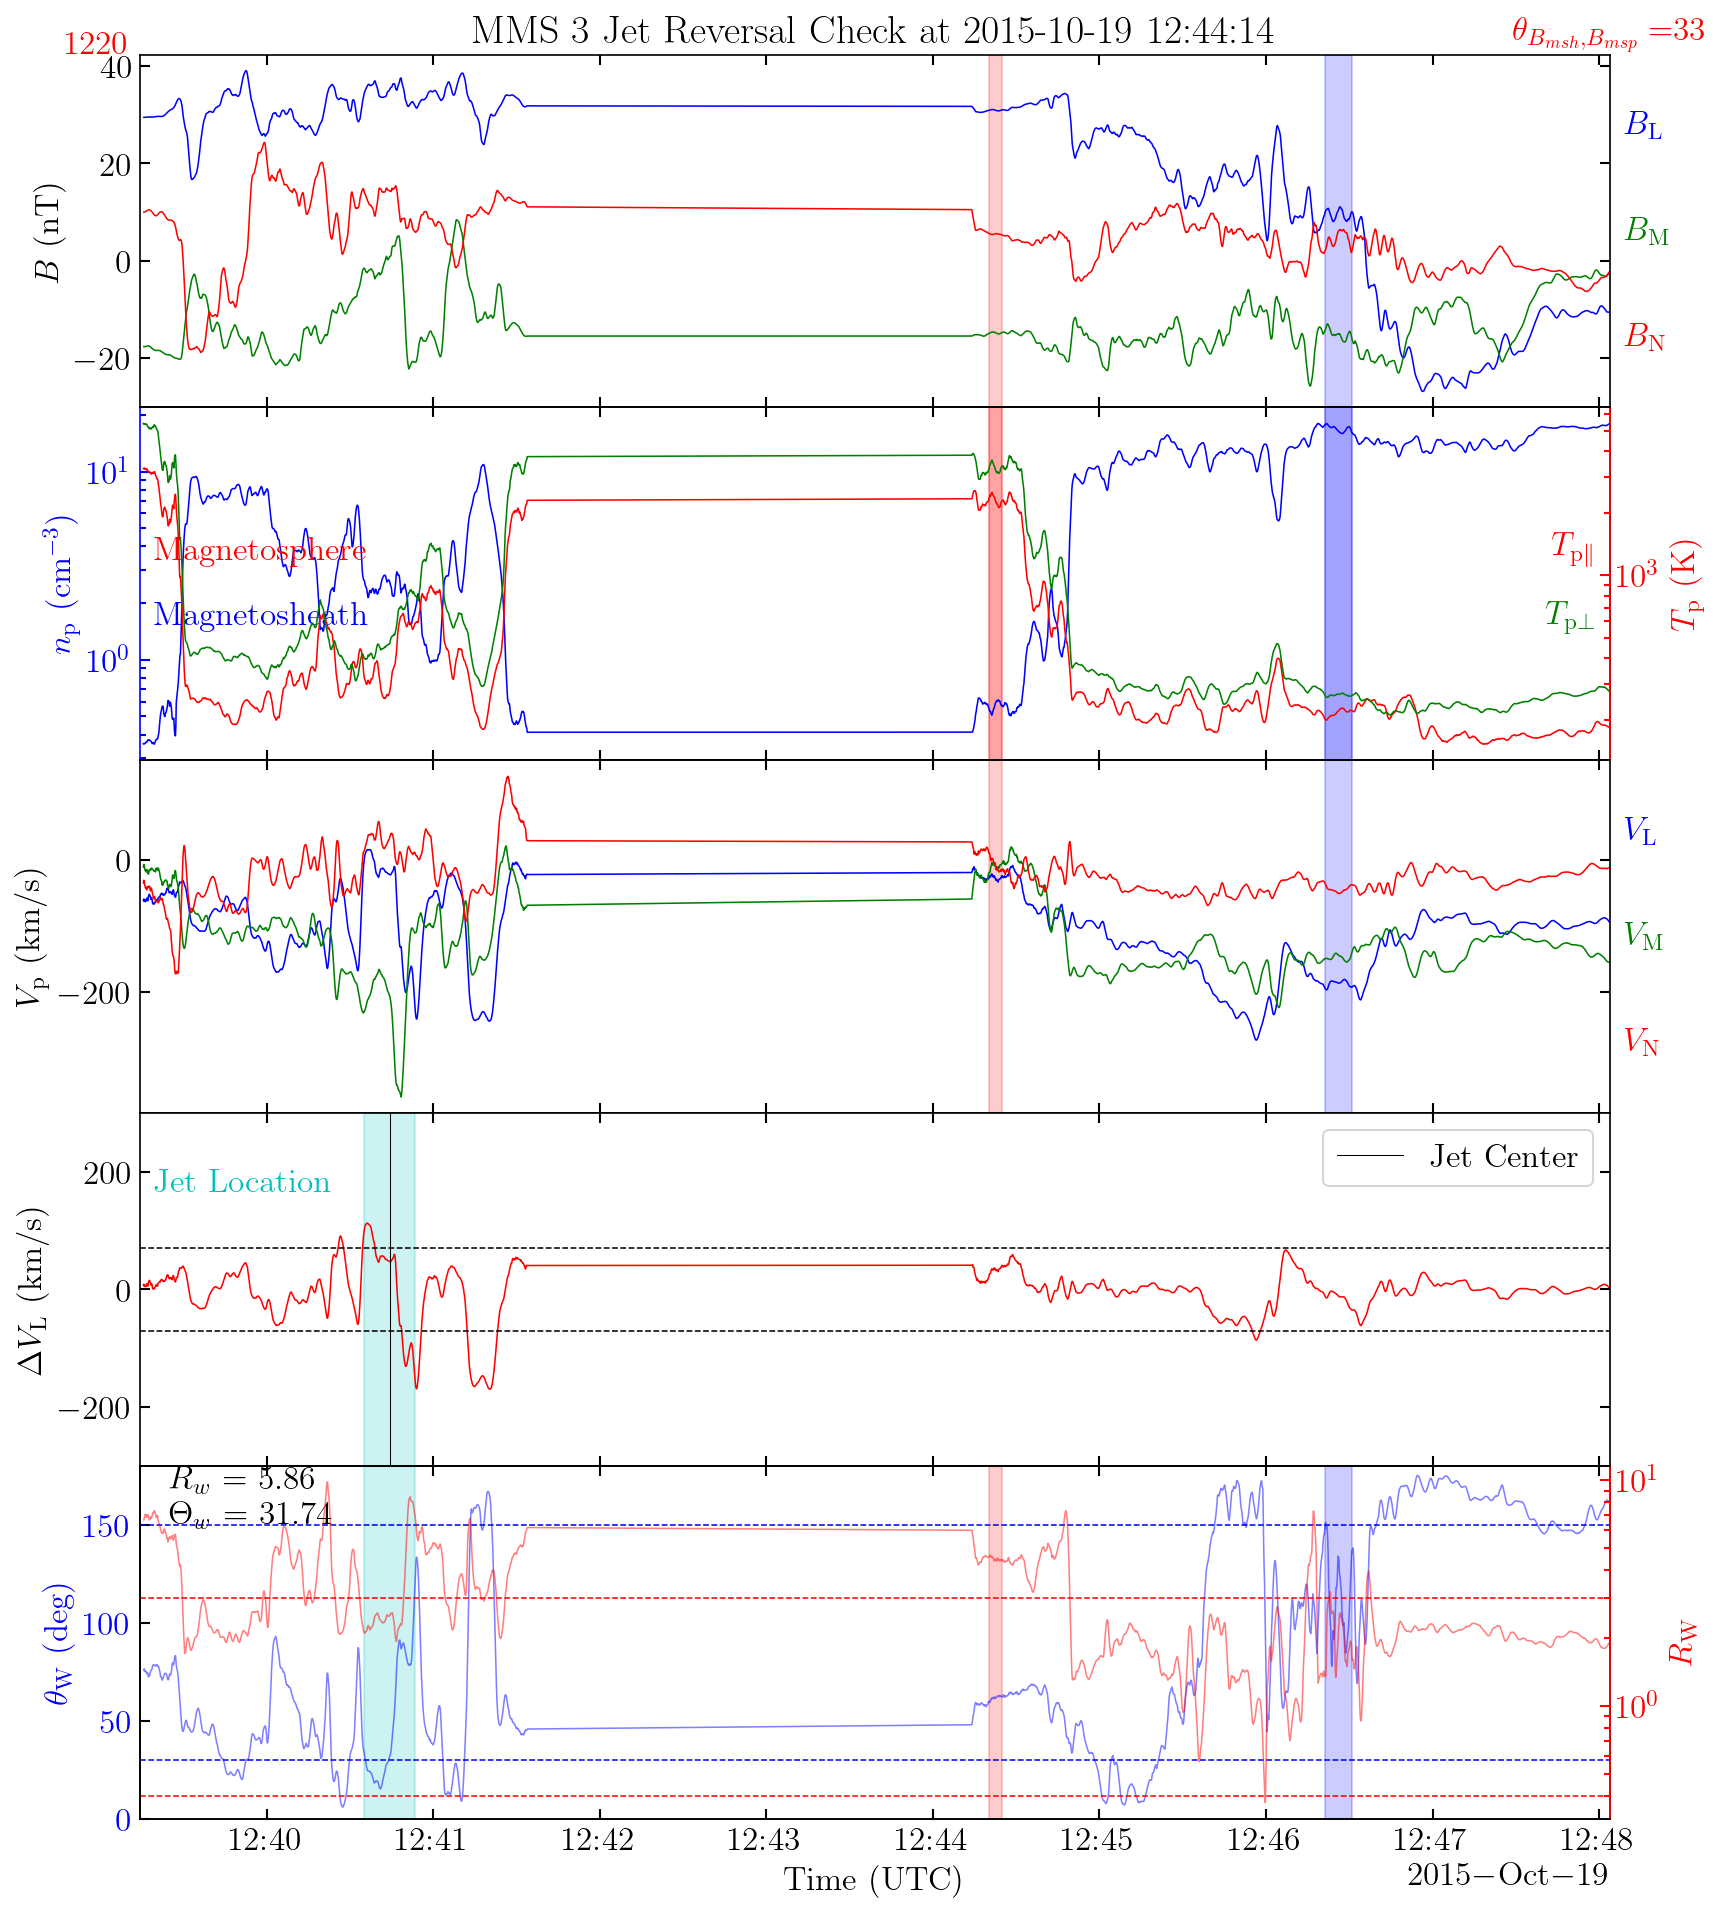 MMS 3 Jet Reversal Check at 2015-10-19 12:44:14
1220
θ_{B_{msh},B_{msp}} =33
40
20
0
−20
B (nT)
B_L
B_M
B_N
10^1
10^0
n_p (cm^{−3})
Magnetosphere
Magnetosheath
T_{p∥}
T_{p⊥}
10^3
T_p (K)
0
−200
V_p (km/s)
V_L
V_M
V_N
200
0
−200
ΔV_L (km/s)
Jet Location
Jet Center
R_w = 5.86
Θ_w = 31.74
150
100
50
0
θ_W (deg)
10^1
10^0
R_W
12:40 12:41 12:42 12:43 12:44 12:45 12:46 12:47 12:48
Time (UTC)
2015−Oct−19